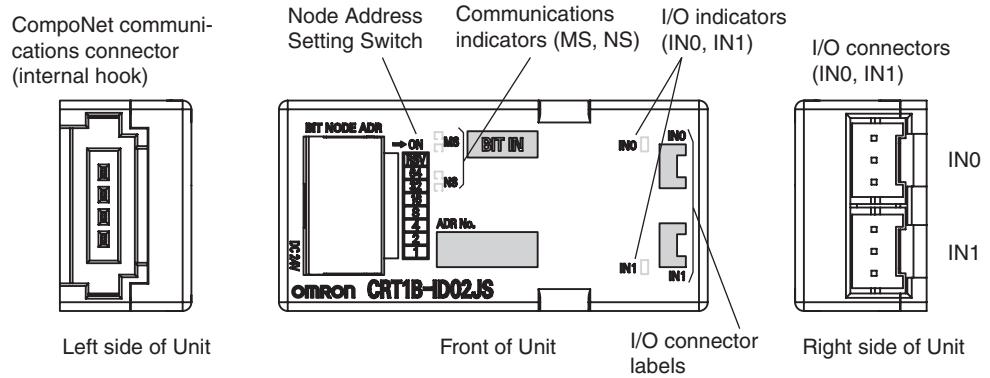 CompoNet communi-
cations connector
(internal hook)
Node Address
Setting Switch
Communications
indicators (MS, NS)
I/O indicators
(IN0, IN1)
I/O connectors
(IN0, IN1)
BIT NODE ADR
→ON
MS
NS
BIT IN
IN0
IN0
64
32
16
8
4
2
1
ADR No.
DC24V
IN1
IN1
OMRON CRT1B-ID02JS
IN0
IN1
Left side of Unit
Front of Unit
I/O connector
labels
Right side of Unit